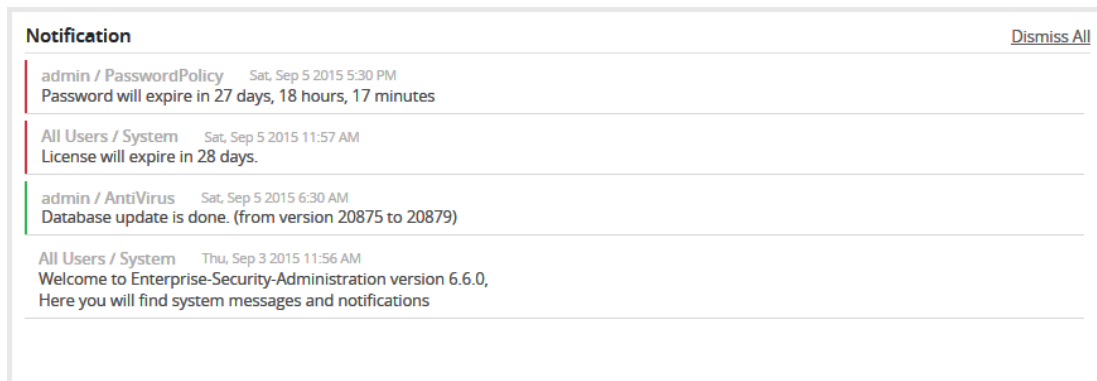 Notification Dismiss All
admin / PasswordPolicy Sat, Sep 5 2015 5:30 PM
Password will expire in 27 days, 18 hours, 17 minutes
All Users / System Sat, Sep 5 2015 11:57 AM
License will expire in 28 days.
admin / AntiVirus Sat, Sep 5 2015 6:30 AM
Database update is done. (from version 20875 to 20879)
All Users / System Thu, Sep 3 2015 11:56 AM
Welcome to Enterprise-Security-Administration version 6.6.0,
Here you will find system messages and notifications